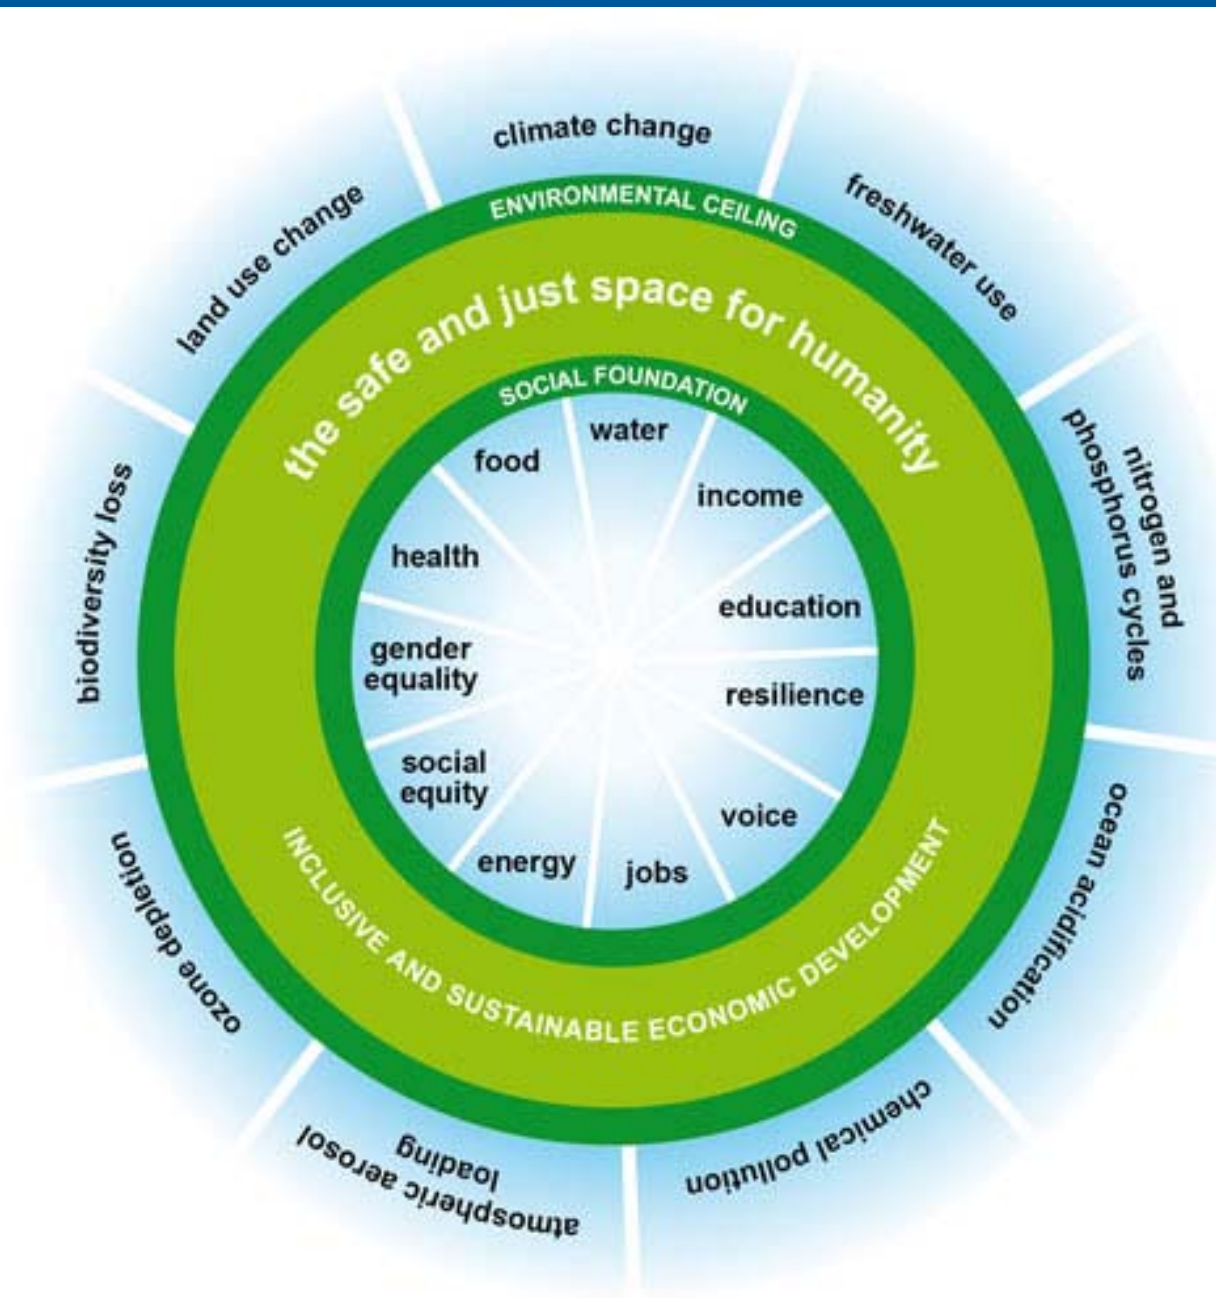 climate change
freshwater use
nitrogen and
phosphorus cycles
ocean acidification
chemical pollution
atmospheric aerosol
loading
ozone depletion
biodiversity loss
land use change
ENVIRONMENTAL CEILING
the safe and just space for humanity
SOCIAL FOUNDATION
water
income
education
resilience
voice
jobs
energy
social
equity
gender
equality
health
food
INCLUSIVE AND SUSTAINABLE ECONOMIC DEVELOPMENT